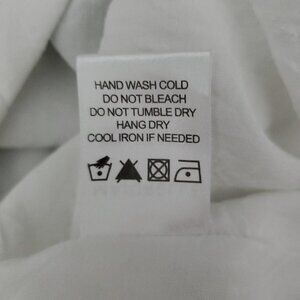 HAND WASH COLD
DO NOT BLEACH
DO NOT TUMBLE DRY
HANG DRY
COOL IRON IF NEEDED